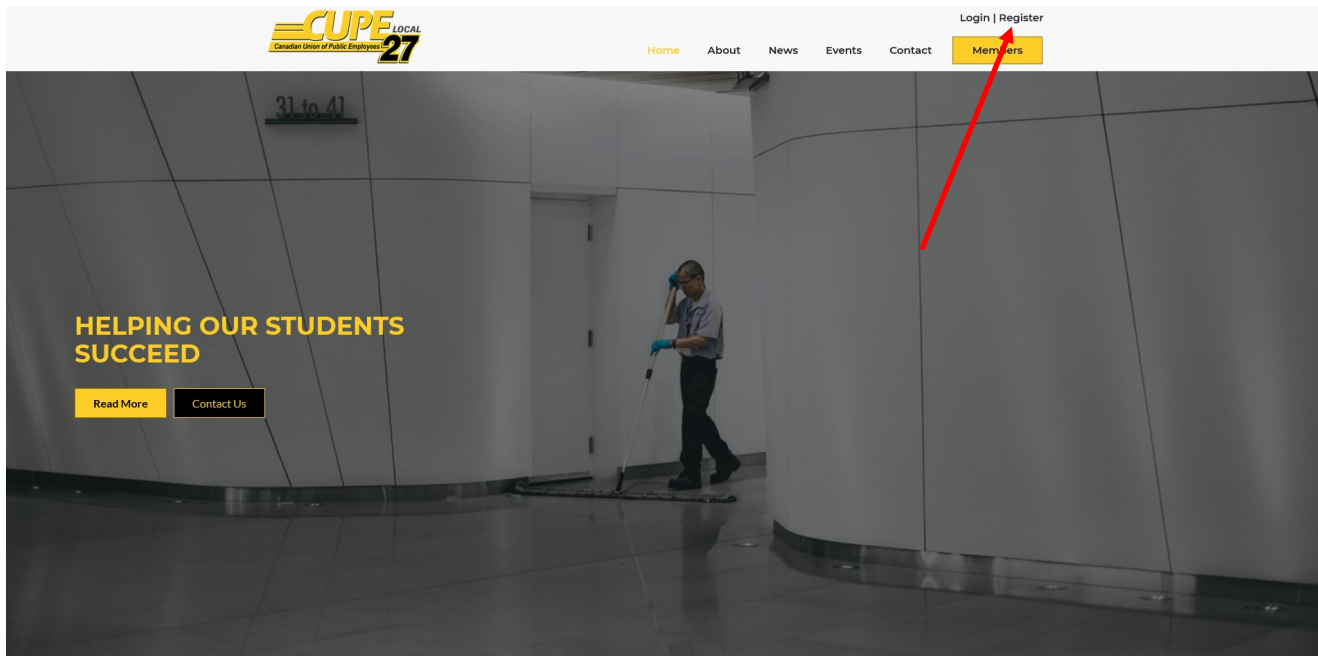 CUPE LOCAL
Canadian Union of Public Employees 27
Login | Register
Home About News Events Contact Members
31 to 41
HELPING OUR STUDENTS
SUCCEED
Read More Contact Us